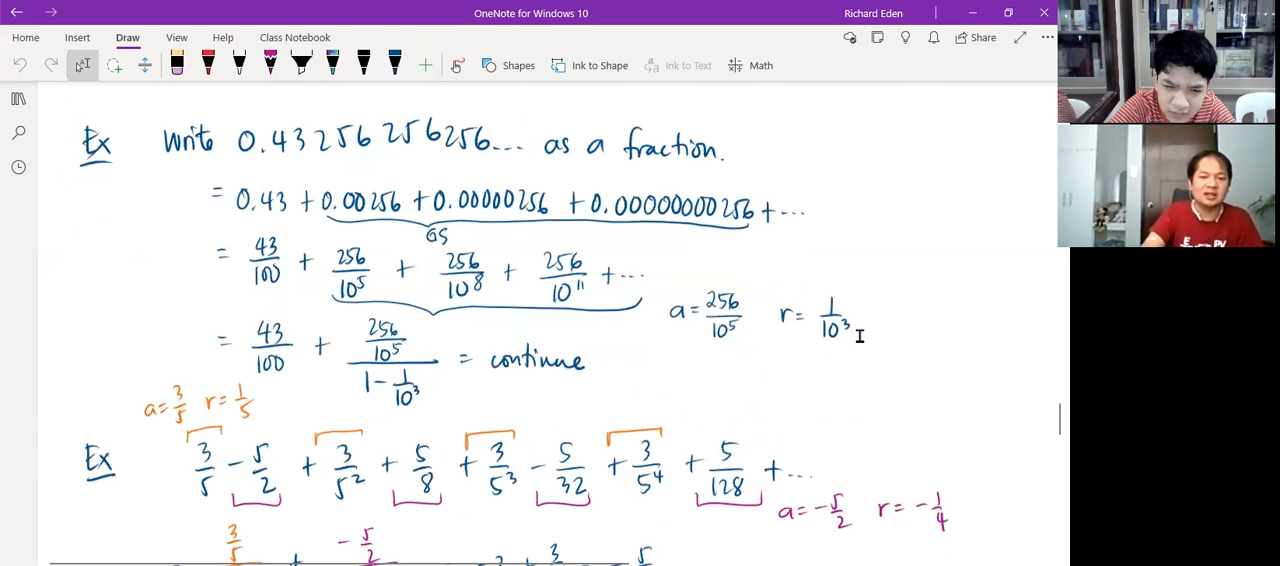 OneNote for Windows 10
Richard Eden
Home Insert Draw View Help Class Notebook
Share
Shapes Ink to Shape Ink to Text Math
Ex Write 0.43256256256... as a fraction.
= 0.43 + 0.00256 + 0.00000256 + 0.00000000256 + ...
GS
= 43/100 + 256/10^5 + 256/10^8 + 256/10^11 + ...
a = 256/10^5 r = 1/10^3
= 43/100 + (256/10^5)/(1 - 1/10^3) = continue
a = 3/5 r = 1/5
Ex 3/5 - 5/2 + 3/5^2 + 5/8 + 3/5^3 - 5/32 + 3/5^4 + 5/128 + ...
a = -5/2 r = -1/4
3/5 + -5/2